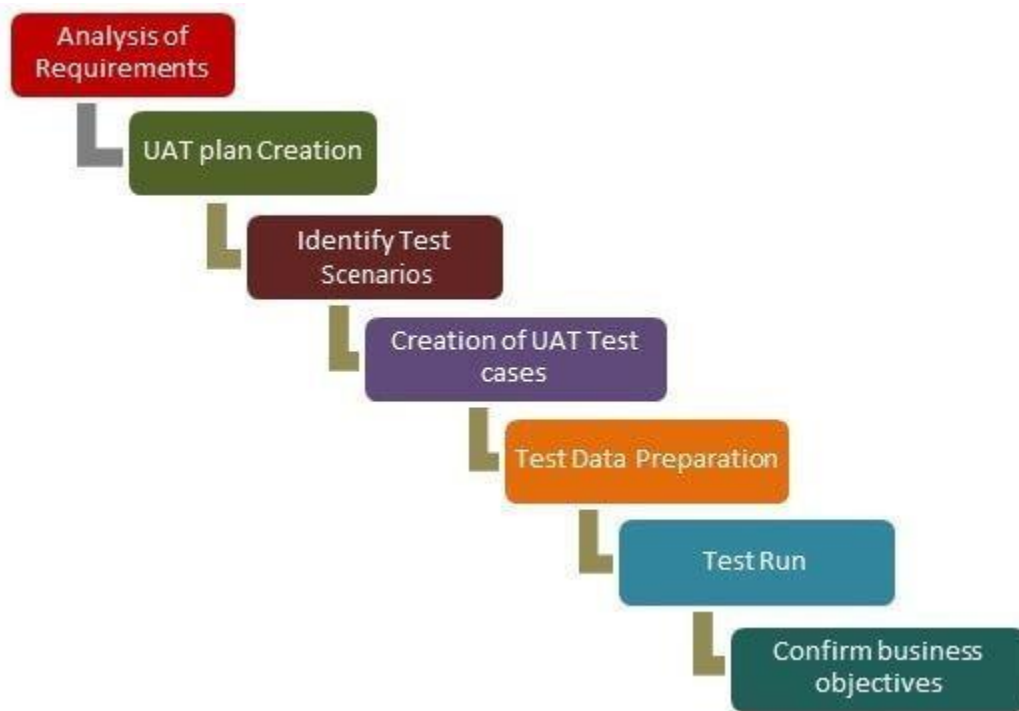 Analysis of
Requirements
UAT plan Creation
Identify Test
Scenarios
Creation of UAT Test
cases
Test Data Preparation
Test Run
Confirm business
objectives